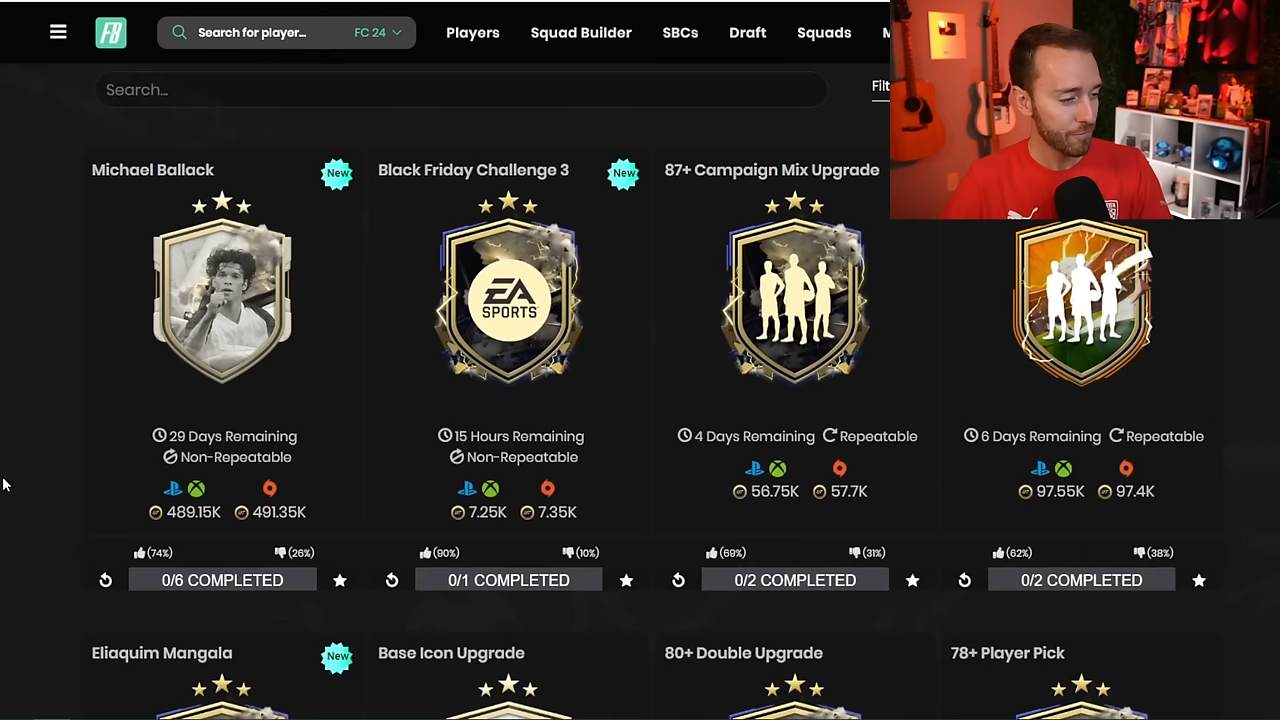 FB
Search for player...
FC 24
Players
Squad Builder
SBCs
Draft
Squads
Search...
Michael Ballack
New
29 Days Remaining
Non-Repeatable
489.15K
491.35K
(74%)
(26%)
0/6 COMPLETED
Black Friday Challenge 3
New
EA
SPORTS
15 Hours Remaining
Non-Repeatable
7.25K
7.35K
(90%)
(10%)
0/1 COMPLETED
87+ Campaign Mix Upgrade
4 Days Remaining
Repeatable
56.75K
57.7K
(69%)
(31%)
0/2 COMPLETED
6 Days Remaining
Repeatable
97.55K
97.4K
(62%)
(38%)
0/2 COMPLETED
Eliaquim Mangala
New
Base Icon Upgrade
80+ Double Upgrade
78+ Player Pick